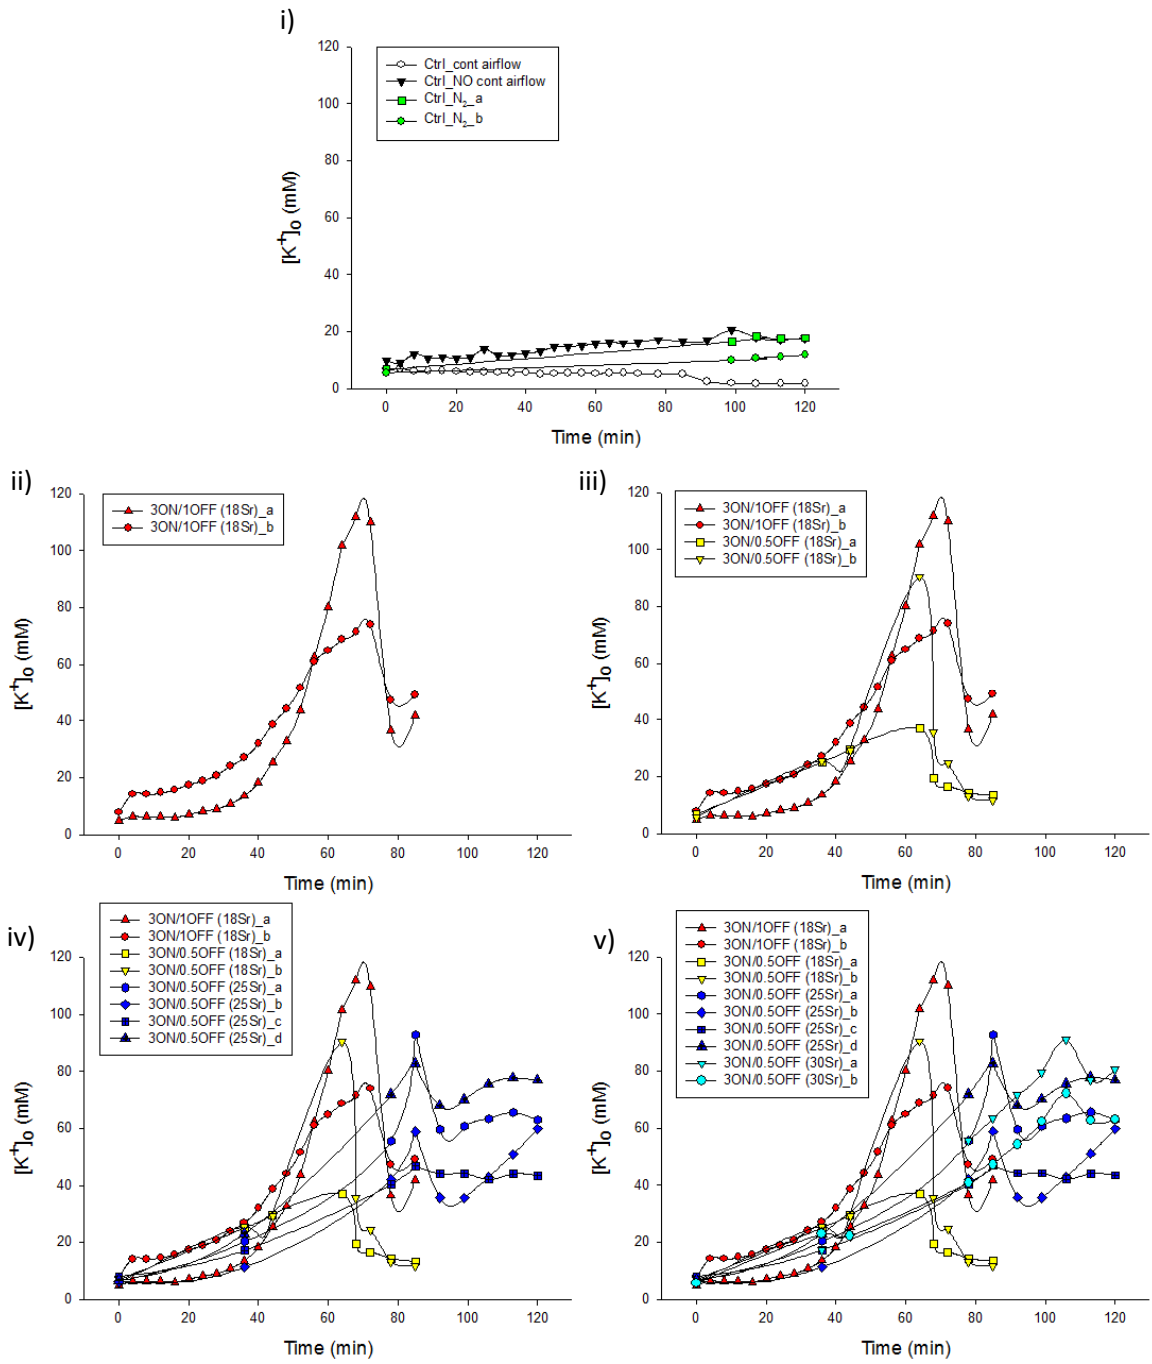 i)
120
100
80
60
40
20
0
[K⁺]₀ (mM)
Ctrl_cont airflow
Ctrl_NO cont airflow
Ctrl_N₂_a
Ctrl_N₂_b
0 20 40 60 80 100 120
Time (min)
ii)
120
100
80
60
40
20
0
[K⁺]₀ (mM)
3ON/1OFF (18Sr)_a
3ON/1OFF (18Sr)_b
0 20 40 60 80 100 120
Time (min)
iii)
120
100
80
60
40
20
0
[K⁺]₀ (mM)
3ON/1OFF (18Sr)_a
3ON/1OFF (18Sr)_b
3ON/0.5OFF (18Sr)_a
3ON/0.5OFF (18Sr)_b
0 20 40 60 80 100 120
Time (min)
iv)
120
100
80
60
40
20
0
[K⁺]₀ (mM)
3ON/1OFF (18Sr)_a
3ON/1OFF (18Sr)_b
3ON/0.5OFF (18Sr)_a
3ON/0.5OFF (18Sr)_b
3ON/0.5OFF (25Sr)_a
3ON/0.5OFF (25Sr)_b
3ON/0.5OFF (25Sr)_c
3ON/0.5OFF (25Sr)_d
0 20 40 60 80 100 120
Time (min)
v)
120
100
80
60
40
20
0
[K⁺]₀ (mM)
3ON/1OFF (18Sr)_a
3ON/1OFF (18Sr)_b
3ON/0.5OFF (18Sr)_a
3ON/0.5OFF (18Sr)_b
3ON/0.5OFF (25Sr)_a
3ON/0.5OFF (25Sr)_b
3ON/0.5OFF (25Sr)_c
3ON/0.5OFF (25Sr)_d
3ON/0.5OFF (30Sr)_a
3ON/0.5OFF (30Sr)_b
0 20 40 60 80 100 120
Time (min)